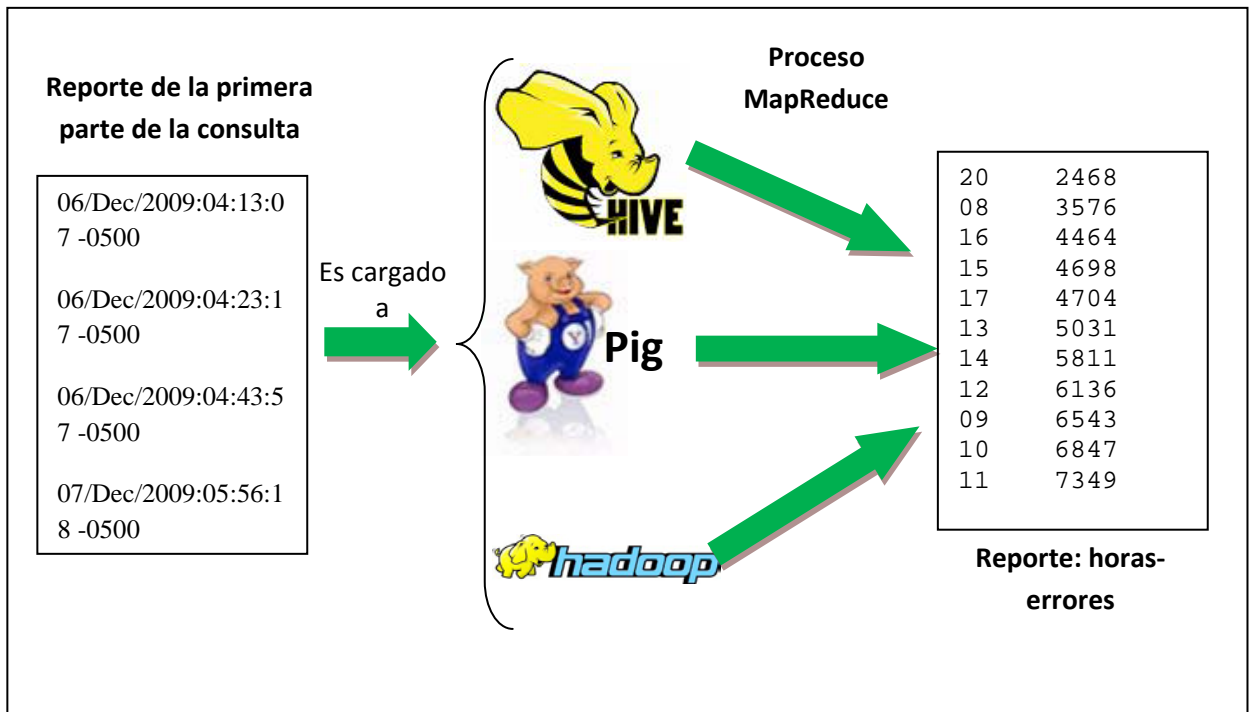 Reporte de la primera
parte de la consulta
06/Dec/2009:04:13:0
7 -0500
06/Dec/2009:04:23:1
7 -0500
06/Dec/2009:04:43:5
7 -0500
07/Dec/2009:05:56:1
8 -0500
Es cargado
a
HIVE
Y
Pig
hadoop
Proceso
MapReduce
20 2468
08 3576
16 4464
15 4698
17 4704
13 5031
14 5811
12 6136
09 6543
10 6847
11 7349
Reporte: horas-
errores